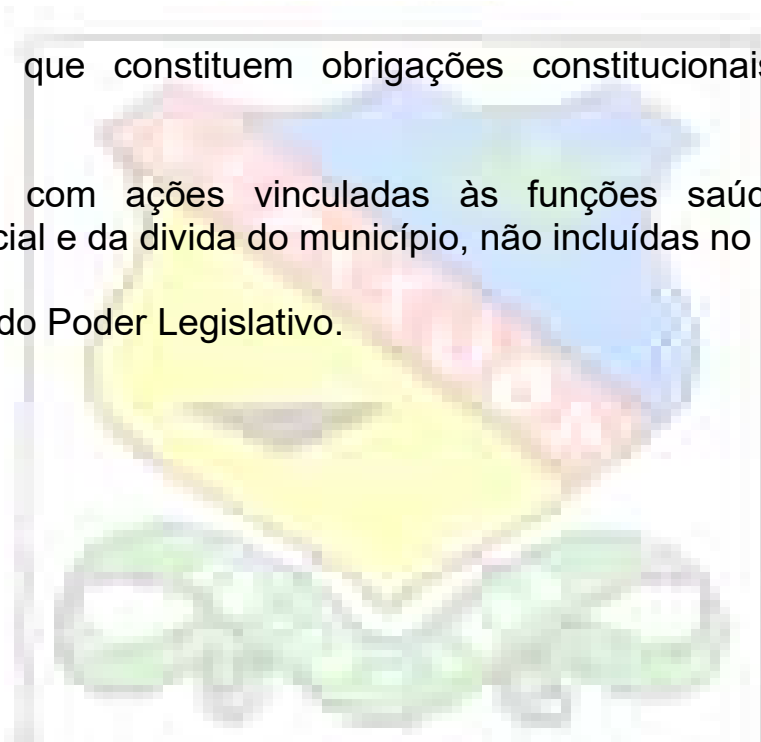 que constituem obrigações constitucionais
com ações vinculadas às funções saúd
cial e da divida do município, não incluídas no
do Poder Legislativo.